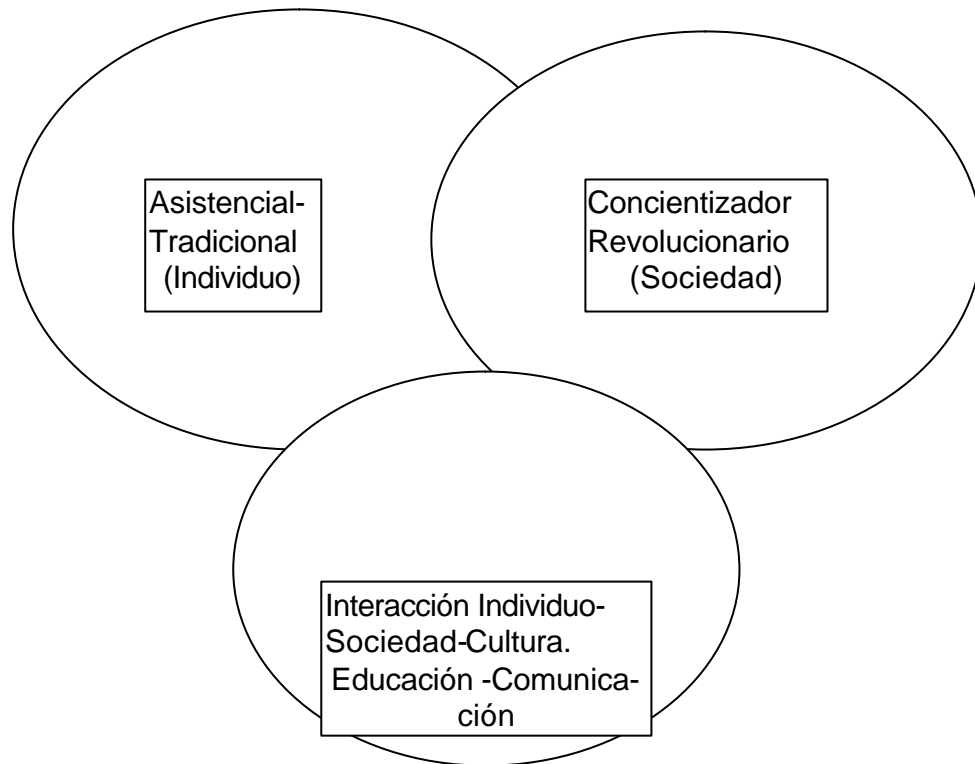 Asistencial-
Tradicional
(Individuo)
Concientizador
Revolucionario
(Sociedad)
Interacción Individuo-
Sociedad-Cultura.
Educación -Comunica-
ción